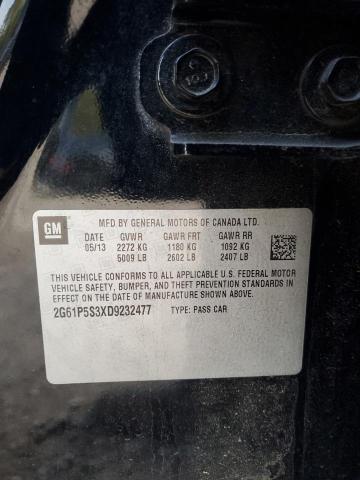 GM
MFD BY GENERAL MOTORS OF CANADA LTD.
DATE GVWR GAWR FRT GAWR RR
05/13 2272 KG 1180 KG 1092 KG
5009 LB 2602 LB 2407 LB
THIS VEHICLE CONFORMS TO ALL APPLICABLE U.S. FEDERAL MOTOR
VEHICLE SAFETY, BUMPER, AND THEFT PREVENTION STANDARDS
IN EFFECT ON THE DATE OF MANUFACTURE SHOWN ABOVE.
2G61P5S3XD9232477 TYPE: PASS CAR